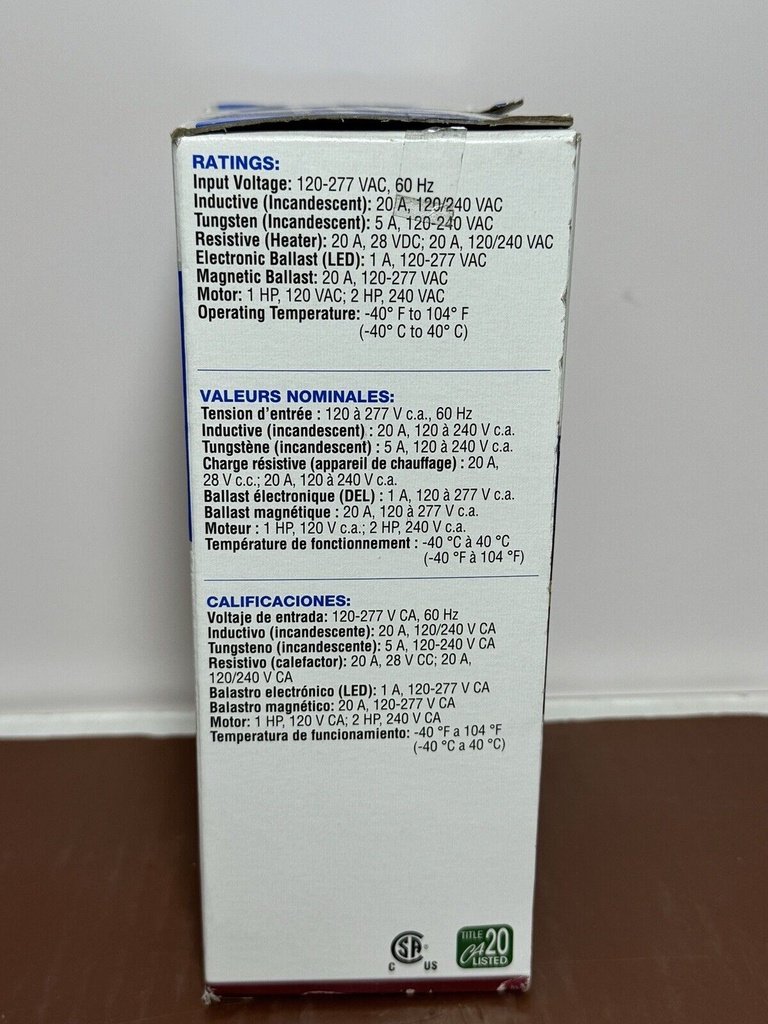 RATINGS:
Input Voltage: 120-277 VAC, 60 Hz
Inductive (Incandescent): 20 A, 120/240 VAC
Tungsten (Incandescent): 5 A, 120-240 VAC
Resistive (Heater): 20 A, 28 VDC; 20 A, 120/240 VAC
Electronic Ballast (LED): 1 A, 120-277 VAC
Magnetic Ballast: 20 A, 120-277 VAC
Motor: 1 HP, 120 VAC; 2 HP, 240 VAC
Operating Temperature: -40° F to 104° F
(-40° C to 40° C)
VALEURS NOMINALES:
Tension d'entrée : 120 à 277 V c.a., 60 Hz
Inductive (incandescent) : 20 A, 120 à 240 V c.a.
Tungstène (incandescent) : 5 A, 120 à 240 V c.a.
Charge résistive (appareil de chauffage) : 20 A,
28 V c.c.; 20 A, 120 à 240 V c.a.
Ballast électronique (DEL) : 1 A, 120 à 277 V c.a.
Ballast magnétique : 20 A, 120 à 277 V c.a.
Moteur : 1 HP, 120 V c.a.; 2 HP, 240 V c.a.
Température de fonctionnement : -40 °C à 40 °C
(-40 °F à 104 °F)
CALIFICACIONES:
Voltaje de entrada: 120-277 V CA, 60 Hz
Inductivo (incandescente): 20 A, 120/240 V CA
Tungsteno (incandescente): 5 A, 120-240 V CA
Resistivo (calefactor): 20 A, 28 V CC; 20 A,
120/240 V CA
Balastro electrónico (LED): 1 A, 120-277 V CA
Balastro magnético: 20 A, 120-277 V CA
Motor: 1 HP, 120 V CA; 2 HP, 240 V CA
Temperatura de funcionamiento: -40 °F a 104 °F
(-40 °C a 40 °C)
C SA ® US
TITLE 20
CA LISTED